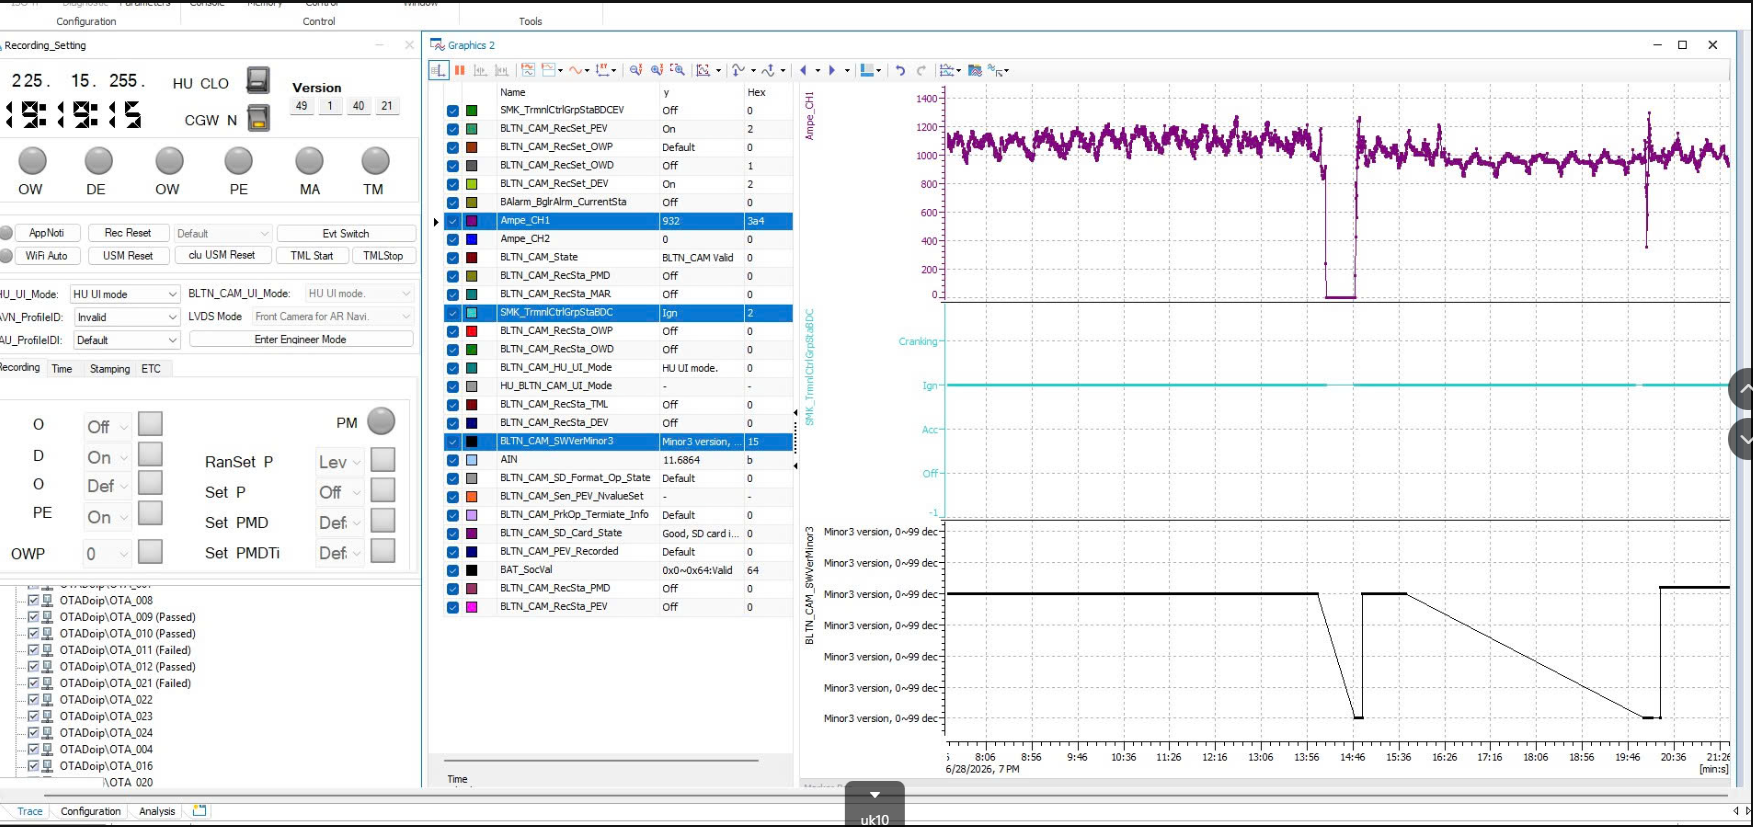 Configuration
Control
Tools
Recording_Setting
225. 15. 255.
19:19:15
HU CLO
CGW N
Version
49 1 40 21
OW DE OW PE MA TM
AppNoti Rec Reset Default Evt Switch
WiFi Auto USM Reset clu USM Reset TML Start TMLStop
HU UI mode BLTN_CAM_UI_Mode: HU UI mode.
Invalid LVDS Mode Front Camera for AR Navi.
Default Enter Engineer Mode
Time Stamping ETC
O Off PM
D On RanSet P Lev
O Def Set P Off
PE On Set PMD
OWP 0 Set PMDTi
OTADoip\OTA_008
OTADoip\OTA_009 (Passed)
OTADoip\OTA_010 (Passed)
OTADoip\OTA_011 (Failed)
OTADoip\OTA_012 (Passed)
OTADoip\OTA_021 (Failed)
OTADoip\OTA_022
OTADoip\OTA_023
OTADoip\OTA_024
OTADoip\OTA_004
OTADoip\OTA_016
\OTA 020
Trace Configuration Analysis
Graphics 2
Name y Hex
SMK_TrmnlCtrlGrpStaBDCEV Off 0
BLTN_CAM_RecSet_PEV On 2
BLTN_CAM_RecSet_OWP Default 0
BLTN_CAM_RecSet_OWD Off 1
BLTN_CAM_RecSet_DEV On 2
BAlarm_BglrAlrm_CurrentSta Off 0
Ampe_CH1 932 3a4
Ampe_CH2 0 0
BLTN_CAM_State BLTN_CAM Valid 0
BLTN_CAM_RecSta_PMD Off 0
BLTN_CAM_RecSta_MAR Off 0
SMK_TrmnlCtrlGrpStaBDC Ign 2
BLTN_CAM_RecSta_OWP Off 0
BLTN_CAM_RecSta_OWD Off 0
BLTN_CAM_HU_UI_Mode HU UI mode. 0
HU_BLTN_CAM_UI_Mode - -
BLTN_CAM_RecSta_TML Off 0
BLTN_CAM_RecSta_DEV Off 0
BLTN_CAM_SWVerMinor3 Minor3 version, ... 15
AIN 11.6864 b
BLTN_CAM_SD_Format_Op_State Default 0
BLTN_CAM_Sen_PEV_NvalueSet - -
BLTN_CAM_PrkOp_Termiate_Info Default 0
BLTN_CAM_SD_Card_State Good, SD card i... 0
BLTN_CAM_PEV_Recorded Default 0
BAT_SocVal 0x0~0x64:Valid 64
BLTN_CAM_RecSta_PMD Off 0
BLTN_CAM_RecSta_PEV Off 0
Time
Ampe_CH1
1400
1200
1000
800
600
400
200
0
SMK_TrmnlCtrlGrpStaBDC
Cranking
Ign
Acc
Off
-1
BLTN_CAM_SWVerMinor3
Minor3 version, 0~99 dec
Minor3 version, 0~99 dec
Minor3 version, 0~99 dec
Minor3 version, 0~99 dec
Minor3 version, 0~99 dec
Minor3 version, 0~99 dec
Minor3 version, 0~99 dec
8:06 8:56 9:46 10:36 11:26 12:16 13:06 13:56 14:46 15:36 16:26 17:16 18:06 18:56 19:46 20:36 21:26
6/28/2026, 7 PM [min:s]
uk10